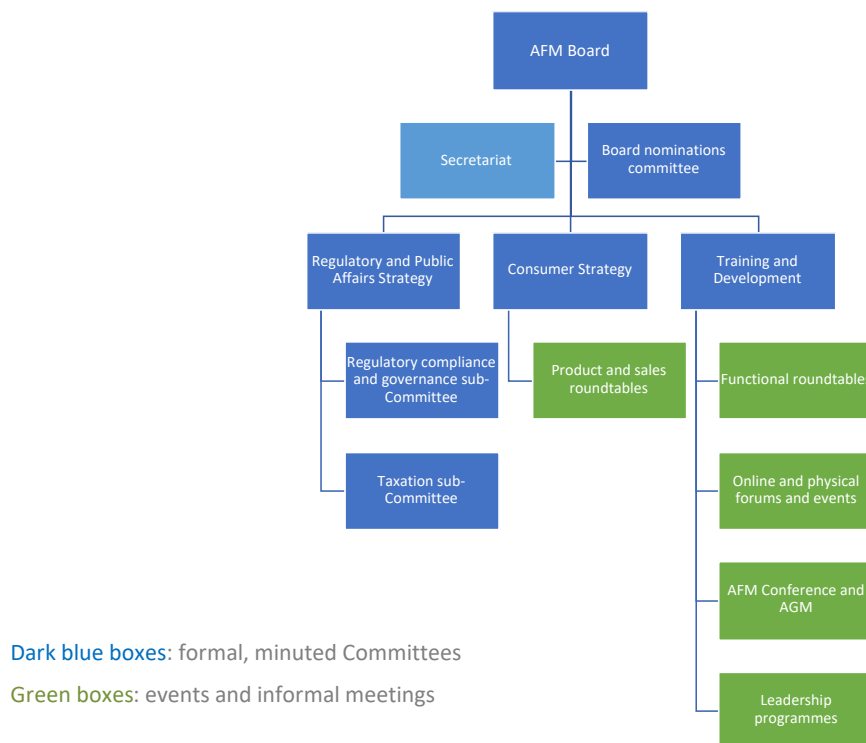 AFM Board
Secretariat
Board nominations
committee
Regulatory and Public
Affairs Strategy
Consumer Strategy
Training and
Development
Regulatory compliance
and governance sub-
Committee
Product and sales
roundtables
Functional roundtables
Taxation sub-
Committee
Online and physical
forums and events
AFM Conference and
AGM
Leadership
programmes
Dark blue boxes: formal, minuted Committees
Green boxes: events and informal meetings